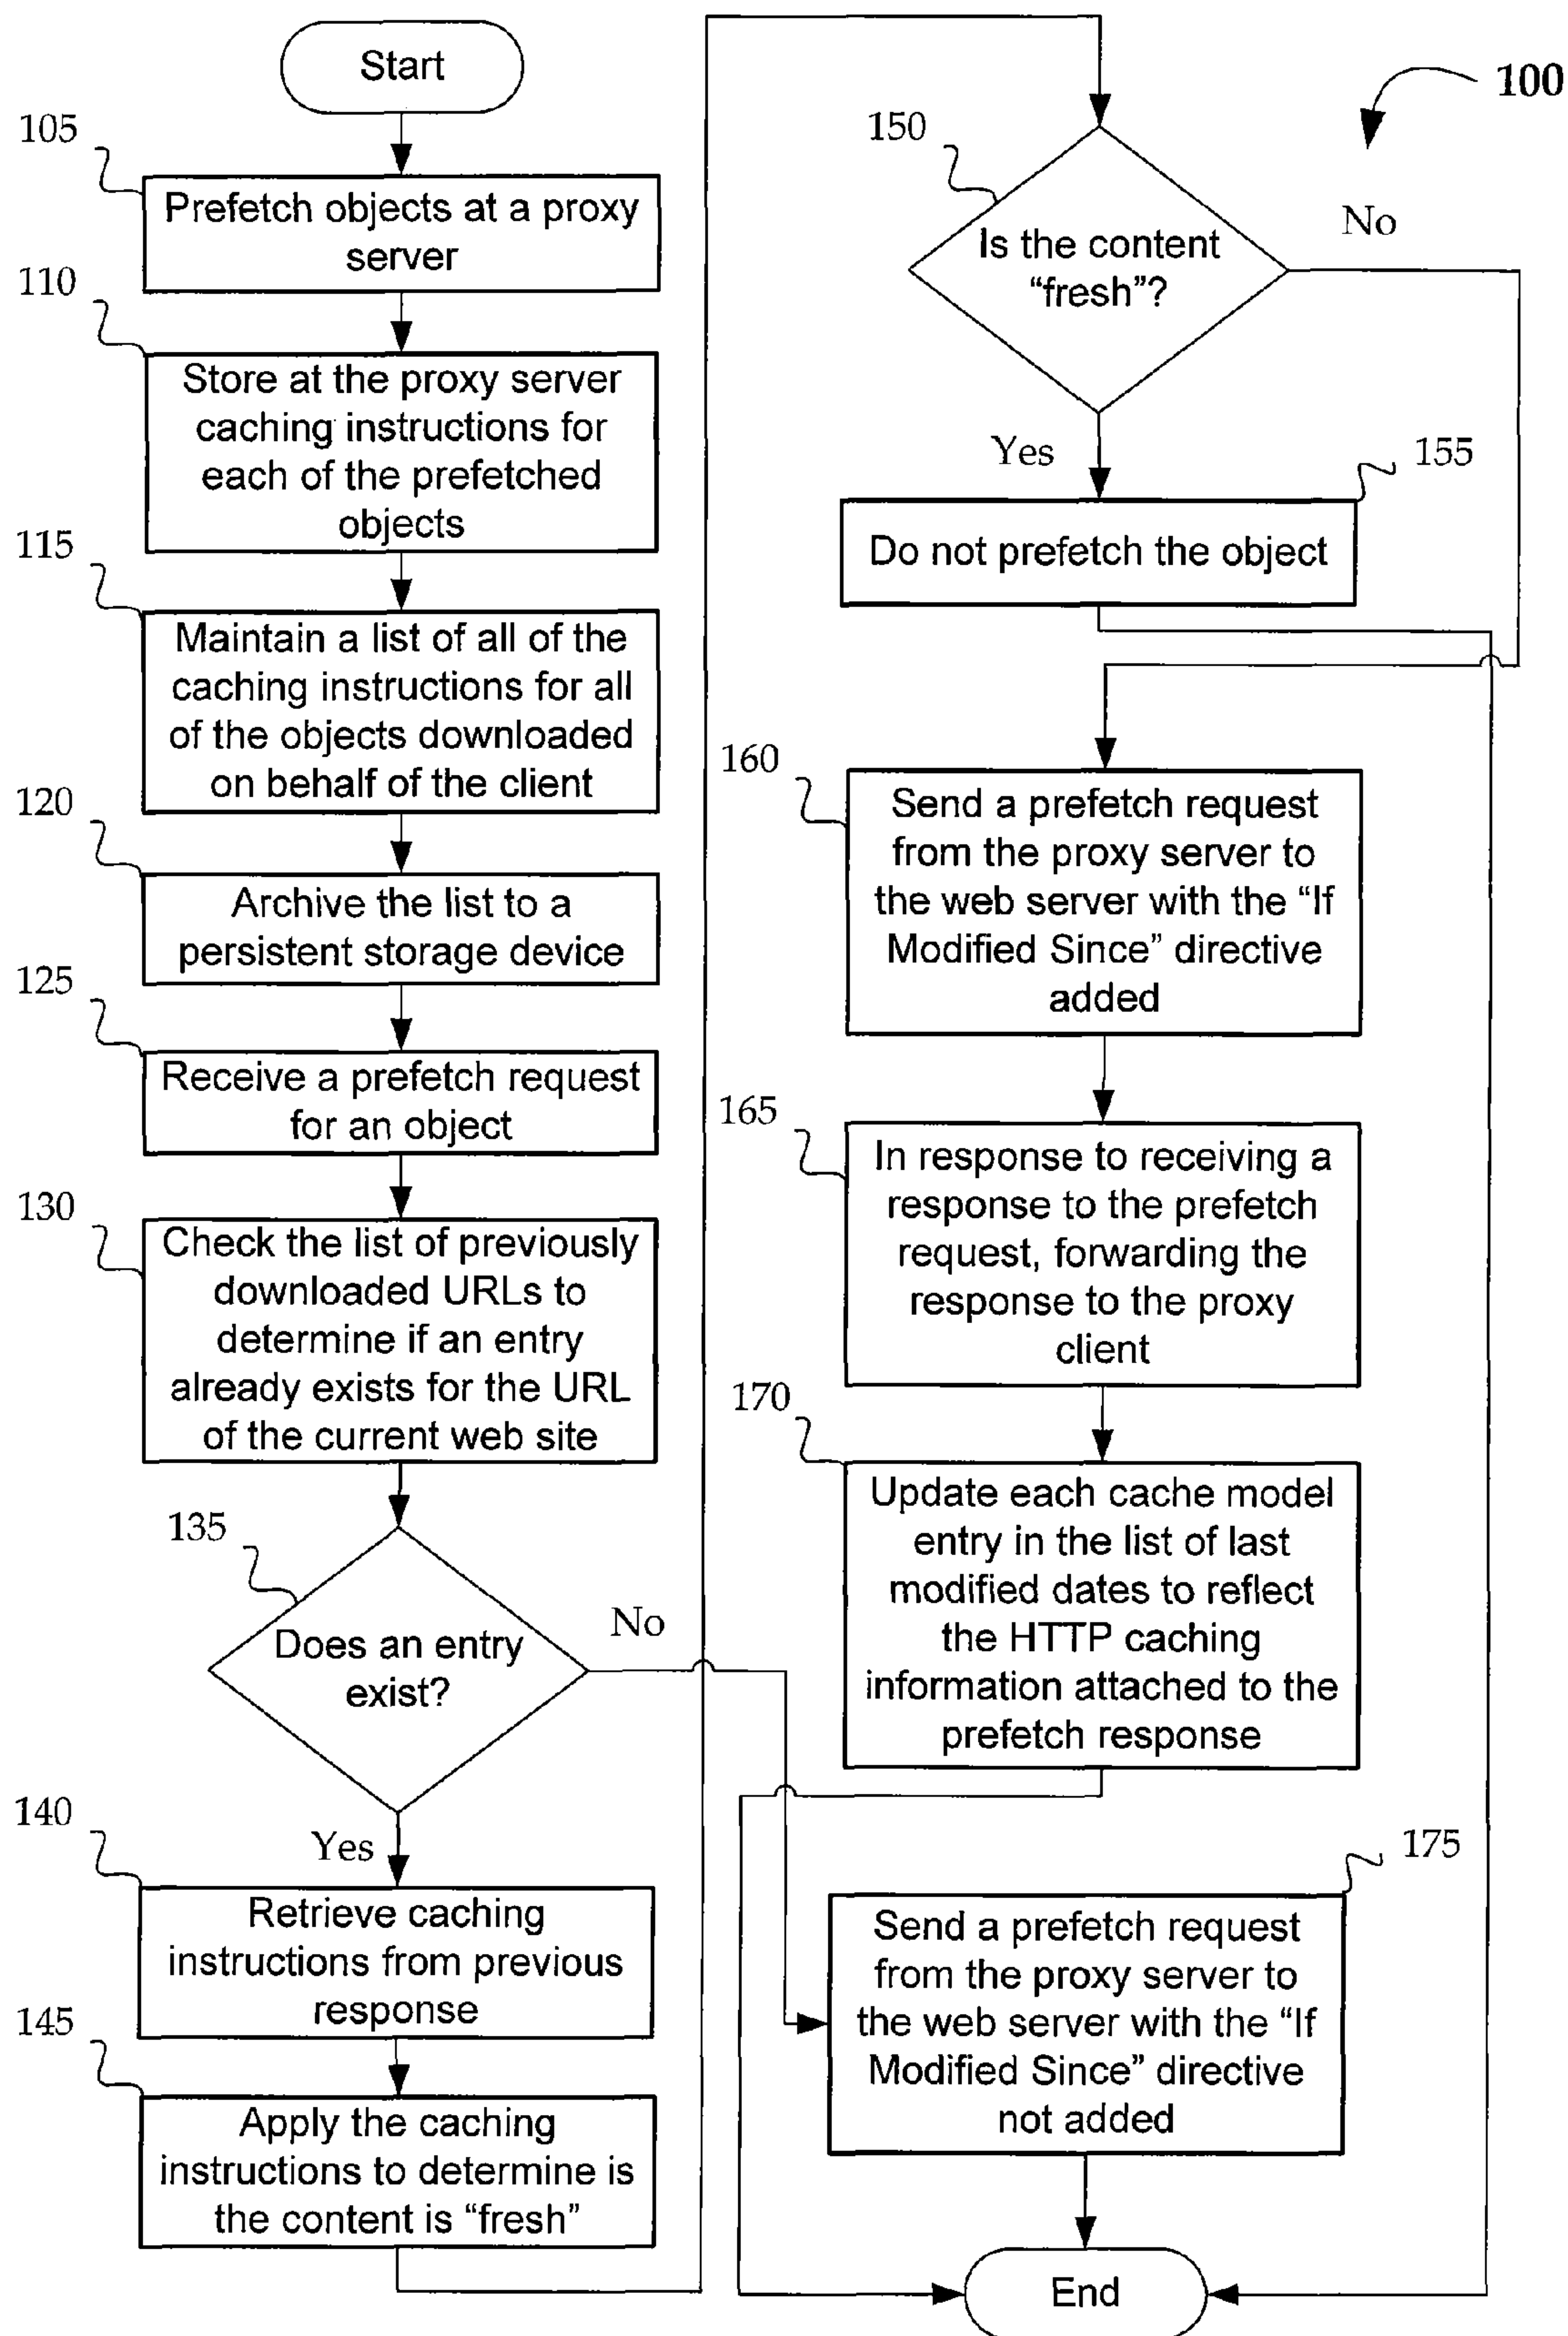 Start
105
Prefetch objects at a proxy
server
110
Store at the proxy server
caching instructions for
each of the prefetched
objects
115
Maintain a list of all of the
caching instructions for all
of the objects downloaded
on behalf of the client
120
Archive the list to a
persistent storage device
125
Receive a prefetch request
for an object
130
Check the list of previously
downloaded URLs to
determine if an entry
already exists for the URL
of the current web site
135
Does an entry
exist?
No
Yes
140
Retrieve caching
instructions from previous
response
145
Apply the caching
instructions to determine is
the content is “fresh”
100
150
Is the content
“fresh”?
No
Yes
155
Do not prefetch the object
160
Send a prefetch request
from the proxy server to
the web server with the “If
Modified Since” directive
added
165
In response to receiving a
response to the prefetch
request, forwarding the
response to the proxy
client
170
Update each cache model
entry in the list of last
modified dates to reflect
the HTTP caching
information attached to the
prefetch response
175
Send a prefetch request
from the proxy server to
the web server with the “If
Modified Since” directive
not added
End